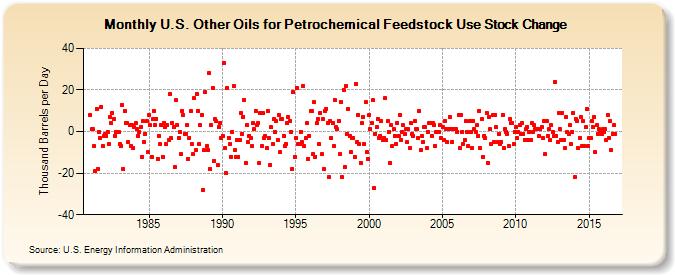 Monthly U.S. Other Oils for Petrochemical Feedstock Use Stock Change
Thousand Barrels per Day
40
20
0
-20
-40
1985 1990 1995 2000 2005 2010 2015
Source: U.S. Energy Information Administration